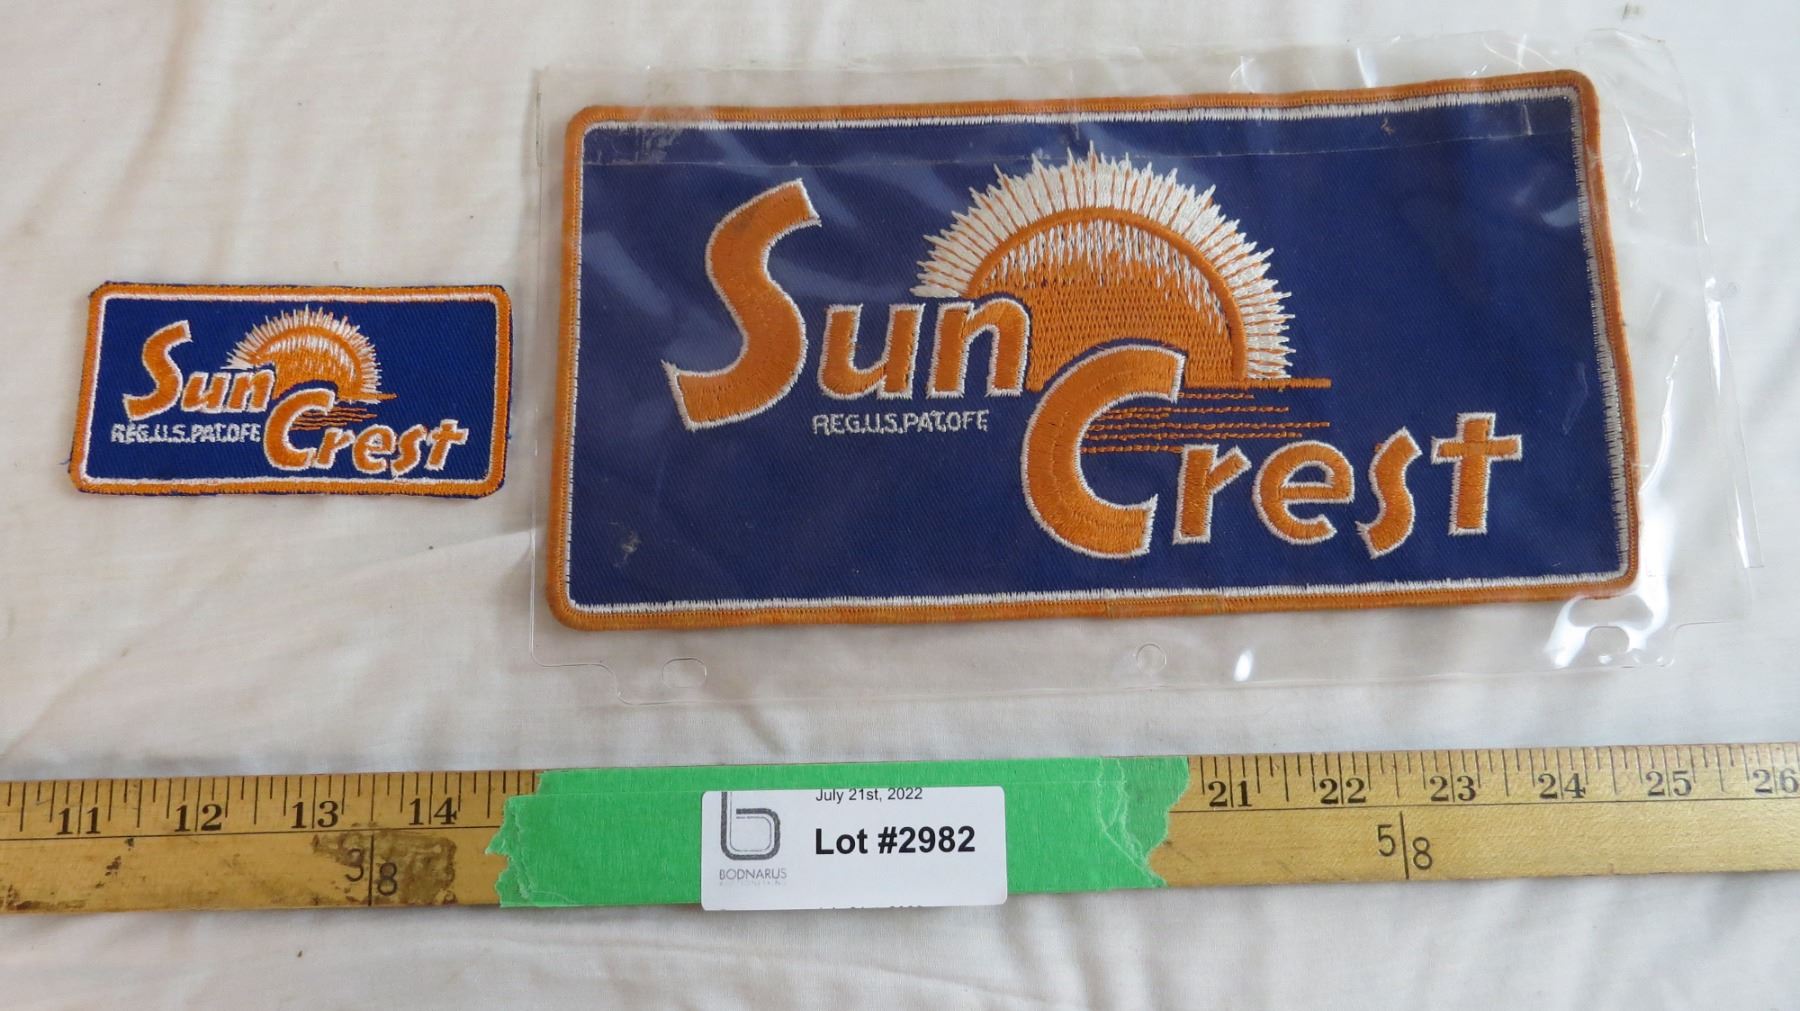 Sun
REG.U.S.PAT.OFF
Crest
Sun
REG.U.S.PAT.OFF
Crest
11 12 13 14 21 22 23 24 25 26
3 8 5 8
July 21st, 2022
Lot #2982
BODNARUS